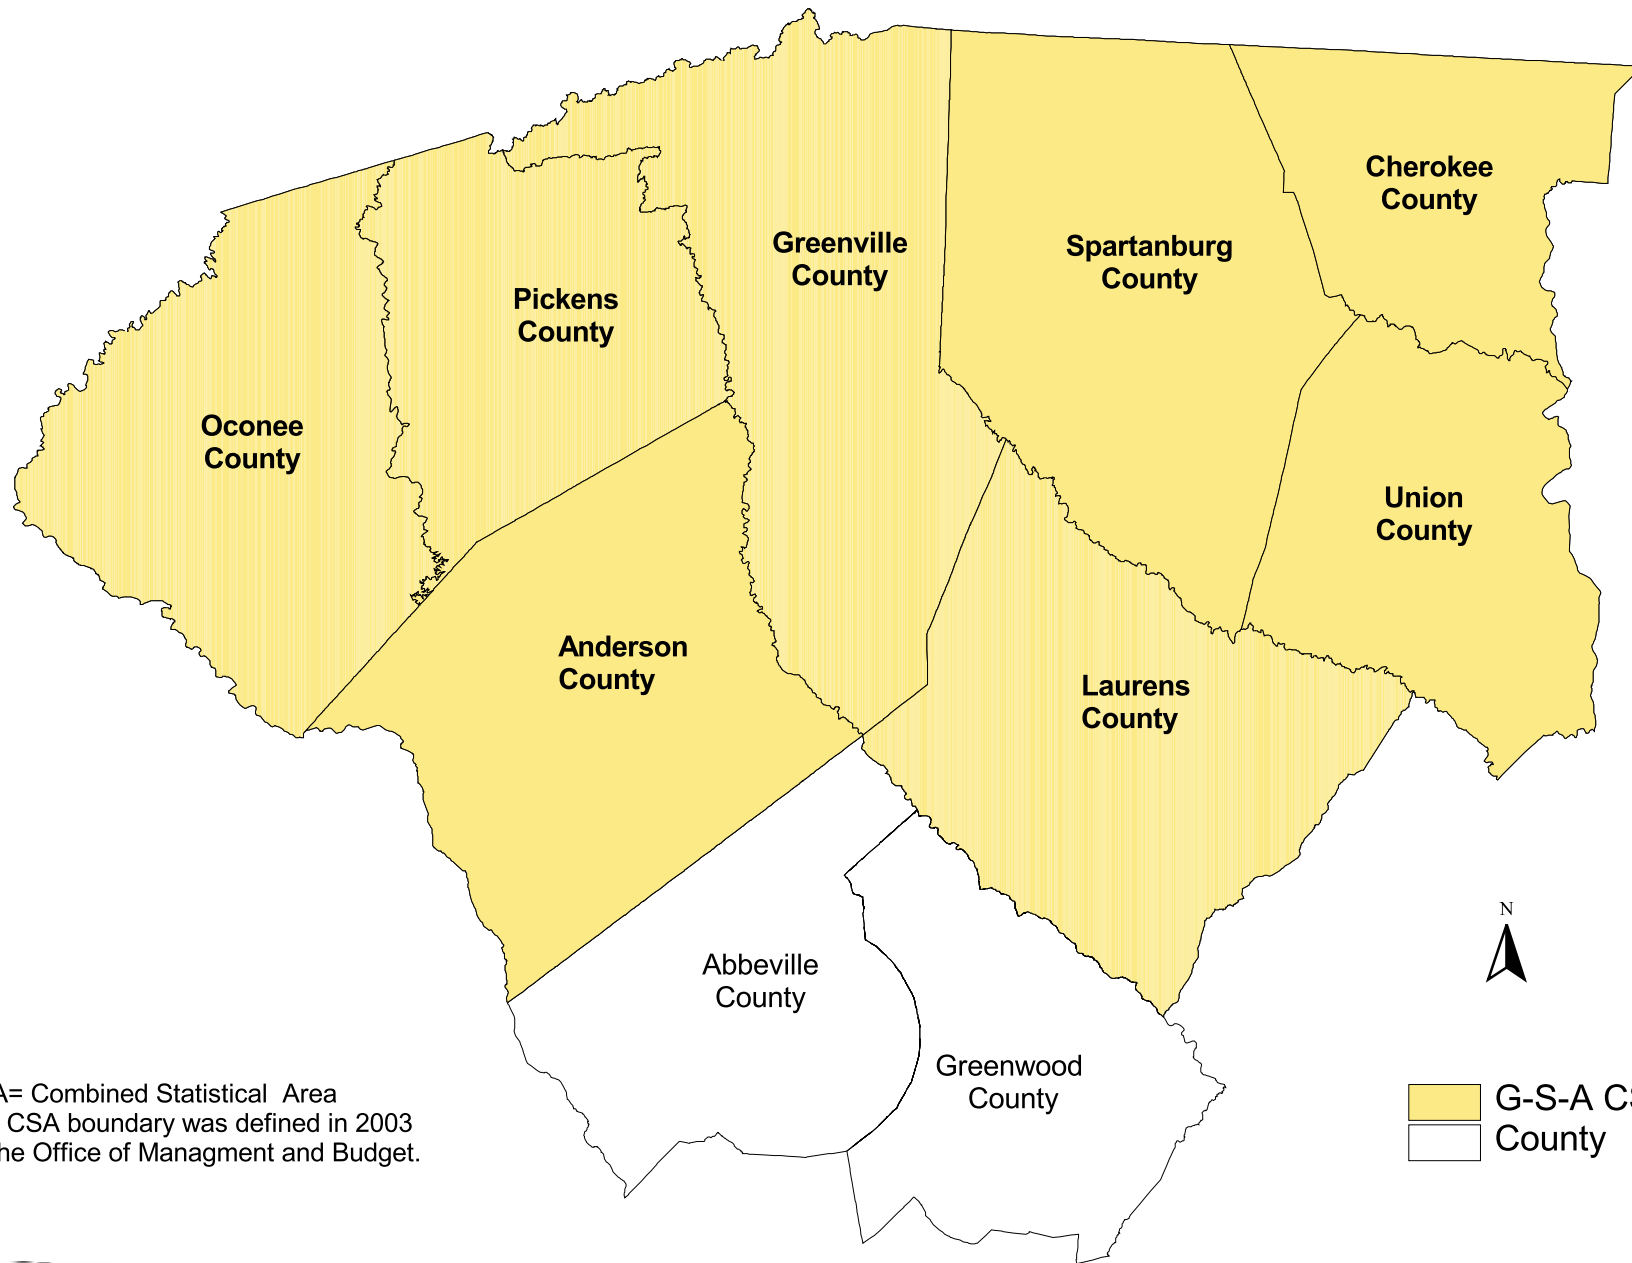 Cherokee
County
Greenville
County
Spartanburg
County
Pickens
County
Oconee
County
Union
County
Anderson
County
Laurens
County
N
Abbeville
County
Greenwood
County
A= Combined Statistical Area
CSA boundary was defined in 2003
he Office of Managment and Budget.
G-S-A CS
County